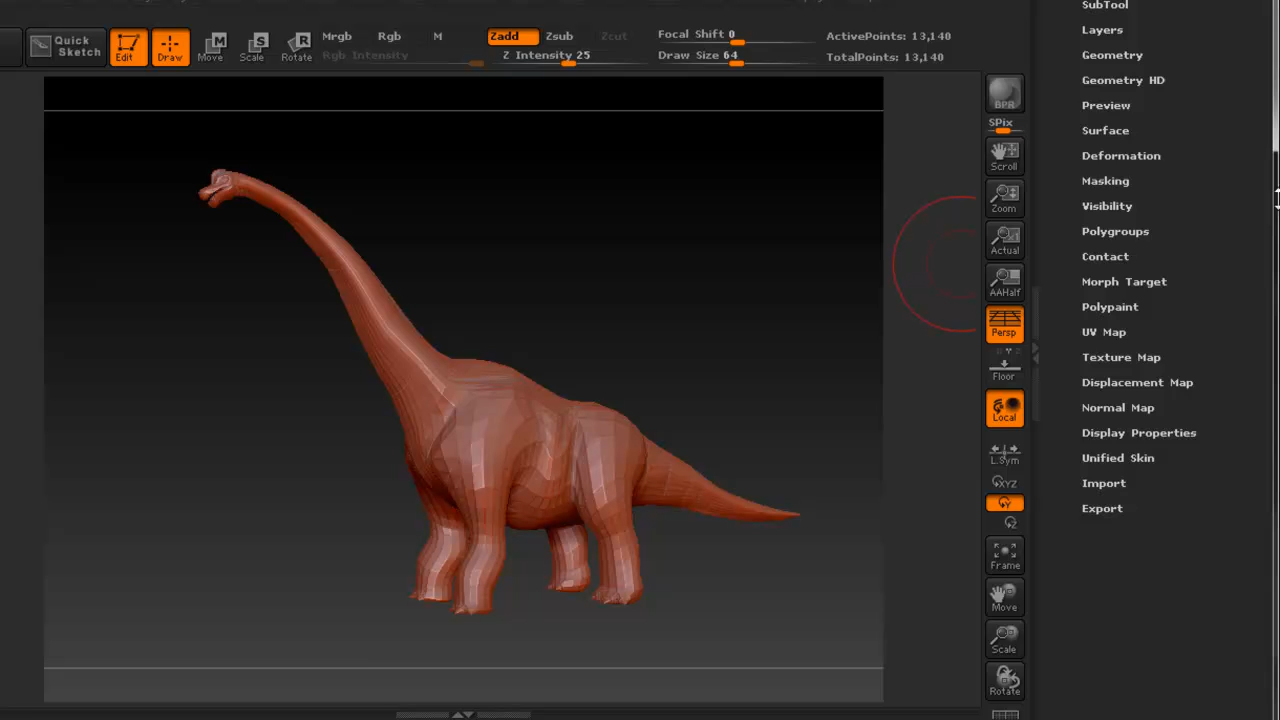 SubTool
Layers
Geometry
Geometry HD
Preview
Surface
Deformation
Masking
Visibility
Polygroups
Contact
Morph Target
Polypaint
UV Map
Texture Map
Displacement Map
Normal Map
Display Properties
Unified Skin
Import
Export
Quick
Sketch
Edit
Draw
Move
Scale
Rotate
Mrgb Rgb M
Rgb Intensity
Zadd Zsub Zcut
Z Intensity 25
Focal Shift 0
Draw Size 64
ActivePoints: 13,140
TotalPoints: 13,140
BPR
SPix
Scroll
Zoom
Actual
AAHalf
Persp
Floor
Local
L.Sym
XYZ
Y
Z
Frame
Move
Scale
Rotate